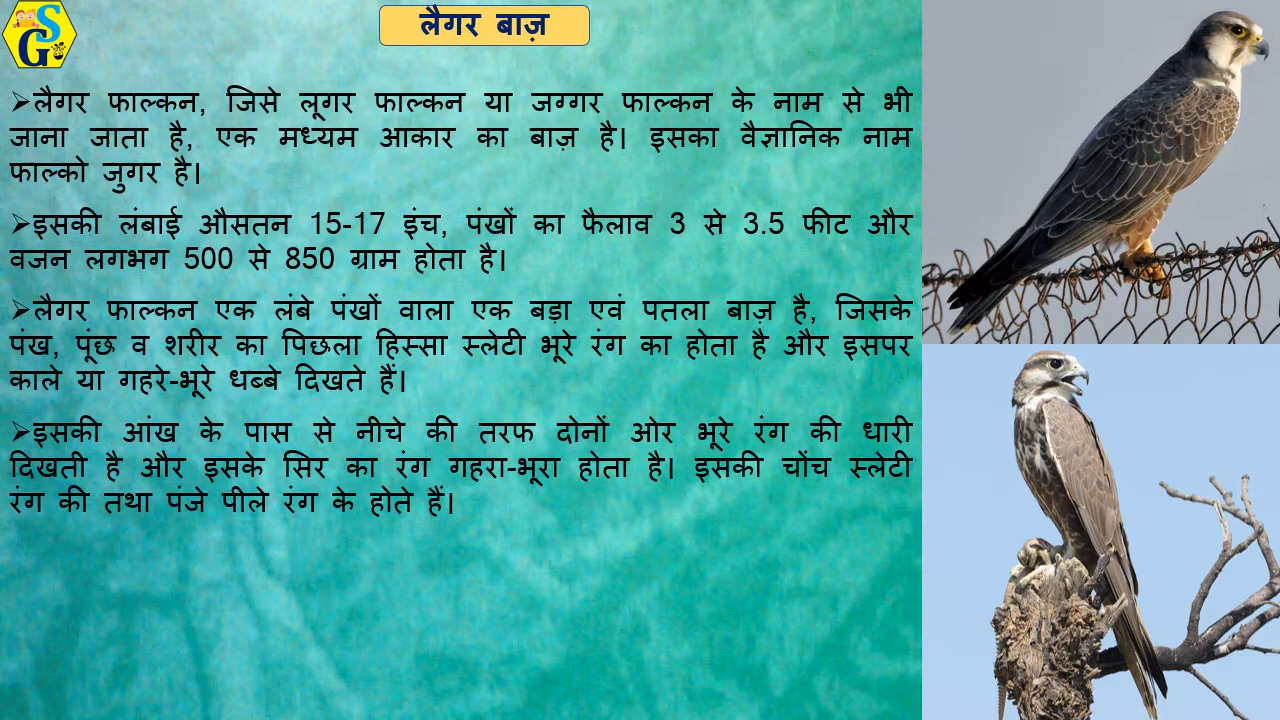 SG
लैगर बाज़
➢लैगर फाल्कन, जिसे लूगर फाल्कन या जग्गर फाल्कन के नाम से भी
जाना जाता है, एक मध्यम आकार का बाज़ है। इसका वैज्ञानिक नाम
फाल्को जुगर है।
➢इसकी लंबाई औसतन 15-17 इंच, पंखों का फैलाव 3 से 3.5 फीट और
वजन लगभग 500 से 850 ग्राम होता है।
➢लैगर फाल्कन एक लंबे पंखों वाला एक बड़ा एवं पतला बाज़ है, जिसके
पंख, पूंछ व शरीर का पिछला हिस्सा स्लेटी भूरे रंग का होता है और इसपर
काले या गहरे-भूरे धब्बे दिखते हैं।
➢इसकी आंख के पास से नीचे की तरफ दोनों ओर भूरे रंग की धारी
दिखती है और इसके सिर का रंग गहरा-भूरा होता है। इसकी चोंच स्लेटी
रंग की तथा पंजे पीले रंग के होते हैं।